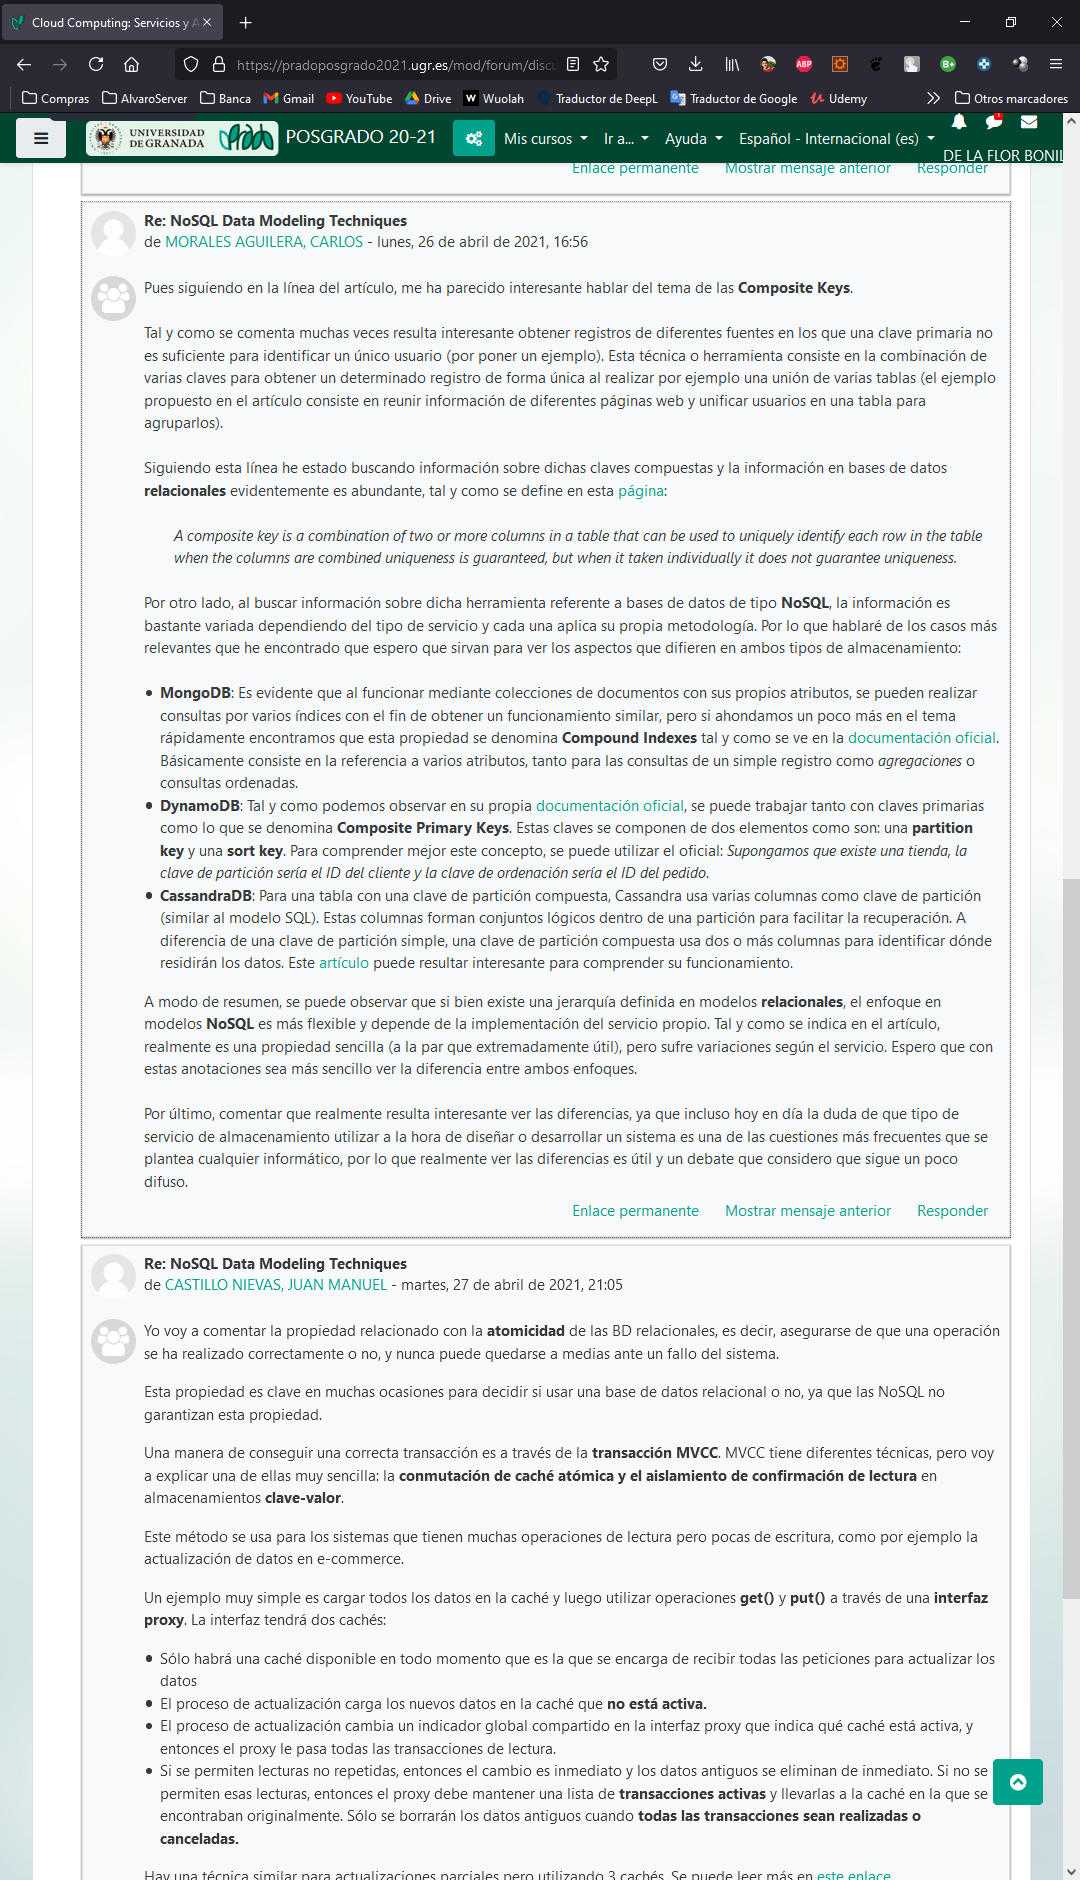 Cloud Computing: Servicios y A
https://pradoposgrado2021.ugr.es/mod/forum/discu
ABP
B+
Compras AlvaroServer Banca Gmail YouTube Drive W Wuolah Traductor de DeepL Traductor de Google Udemy Otros marcadores
UNIVERSIDAD
DE GRANADA
POSGRADO 20-21 Mis cursos Ir a... Ayuda Español - Internacional (es)
DE LA FLOR BONIL
Enlace permanente Mostrar mensaje anterior Responder
Re: NoSQL Data Modeling Techniques
de MORALES AGUILERA, CARLOS - lunes, 26 de abril de 2021, 16:56
Pues siguiendo en la línea del artículo, me ha parecido interesante hablar del tema de las Composite Keys.
Tal y como se comenta muchas veces resulta interesante obtener registros de diferentes fuentes en los que una clave primaria no
es suficiente para identificar un único usuario (por poner un ejemplo). Esta técnica o herramienta consiste en la combinación de
varias claves para obtener un determinado registro de forma única al realizar por ejemplo una unión de varias tablas (el ejemplo
propuesto en el artículo consiste en reunir información de diferentes páginas web y unificar usuarios en una tabla para
agruparlos).
Siguiendo esta línea he estado buscando información sobre dichas claves compuestas y la información en bases de datos
relacionales evidentemente es abundante, tal y como se define en esta página:
A composite key is a combination of two or more columns in a table that can be used to uniquely identify each row in the table
when the columns are combined uniqueness is guaranteed, but when it taken individually it does not guarantee uniqueness.
Por otro lado, al buscar información sobre dicha herramienta referente a bases de datos de tipo NoSQL, la información es
bastante variada dependiendo del tipo de servicio y cada una aplica su propia metodología. Por lo que hablaré de los casos más
relevantes que he encontrado que espero que sirvan para ver los aspectos que difieren en ambos tipos de almacenamiento:
• MongoDB: Es evidente que al funcionar mediante colecciones de documentos con sus propios atributos, se pueden realizar
consultas por varios índices con el fin de obtener un funcionamiento similar, pero si ahondamos un poco más en el tema
rápidamente encontramos que esta propiedad se denomina Compound Indexes tal y como se ve en la documentación oficial.
Básicamente consiste en la referencia a varios atributos, tanto para las consultas de un simple registro como agregaciones o
consultas ordenadas.
• DynamoDB: Tal y como podemos observar en su propia documentación oficial, se puede trabajar tanto con claves primarias
como lo que se denomina Composite Primary Keys. Estas claves se componen de dos elementos como son: una partition
key y una sort key. Para comprender mejor este concepto, se puede utilizar el oficial: Supongamos que existe una tienda, la
clave de partición sería el ID del cliente y la clave de ordenación sería el ID del pedido.
• CassandraDB: Para una tabla con una clave de partición compuesta, Cassandra usa varias columnas como clave de partición
(similar al modelo SQL). Estas columnas forman conjuntos lógicos dentro de una partición para facilitar la recuperación. A
diferencia de una clave de partición simple, una clave de partición compuesta usa dos o más columnas para identificar dónde
residirán los datos. Este artículo puede resultar interesante para comprender su funcionamiento.
A modo de resumen, se puede observar que si bien existe una jerarquía definida en modelos relacionales, el enfoque en
modelos NoSQL es más flexible y depende de la implementación del servicio propio. Tal y como se indica en el artículo,
realmente es una propiedad sencilla (a la par que extremadamente útil), pero sufre variaciones según el servicio. Espero que con
estas anotaciones sea más sencillo ver la diferencia entre ambos enfoques.
Por último, comentar que realmente resulta interesante ver las diferencias, ya que incluso hoy en día la duda de que tipo de
servicio de almacenamiento utilizar a la hora de diseñar o desarrollar un sistema es una de las cuestiones más frecuentes que se
plantea cualquier informático, por lo que realmente ver las diferencias es útil y un debate que considero que sigue un poco
difuso.
Enlace permanente Mostrar mensaje anterior Responder
Re: NoSQL Data Modeling Techniques
de CASTILLO NIEVAS, JUAN MANUEL - martes, 27 de abril de 2021, 21:05
Yo voy a comentar la propiedad relacionado con la atomicidad de las BD relacionales, es decir, asegurarse de que una operación
se ha realizado correctamente o no, y nunca puede quedarse a medias ante un fallo del sistema.
Esta propiedad es clave en muchas ocasiones para decidir si usar una base de datos relacional o no, ya que las NoSQL no
garantizan esta propiedad.
Una manera de conseguir una correcta transacción es a través de la transacción MVCC. MVCC tiene diferentes técnicas, pero voy
a explicar una de ellas muy sencilla: la conmutación de caché atómica y el aislamiento de confirmación de lectura en
almacenamientos clave-valor.
Este método se usa para los sistemas que tienen muchas operaciones de lectura pero pocas de escritura, como por ejemplo la
actualización de datos en e-commerce.
Un ejemplo muy simple es cargar todos los datos en la caché y luego utilizar operaciones get() y put() a través de una interfaz
proxy. La interfaz tendrá dos cachés:
• Sólo habrá una caché disponible en todo momento que es la que se encarga de recibir todas las peticiones para actualizar los
datos
• El proceso de actualización carga los nuevos datos en la caché que no está activa.
• El proceso de actualización cambia un indicador global compartido en la interfaz proxy que indica qué caché está activa, y
entonces el proxy le pasa todas las transacciones de lectura.
• Si se permiten lecturas no repetidas, entonces el cambio es inmediato y los datos antiguos se eliminan de inmediato. Si no se
permiten esas lecturas, entonces el proxy debe mantener una lista de transacciones activas y llevarlas a la caché en la que se
encontraban originalmente. Sólo se borrarán los datos antiguos cuando todas las transacciones sean realizadas o
canceladas.
Hay una técnica similar para actualizaciones parciales pero utilizando 3 cachés. Se puede leer más en este enlace